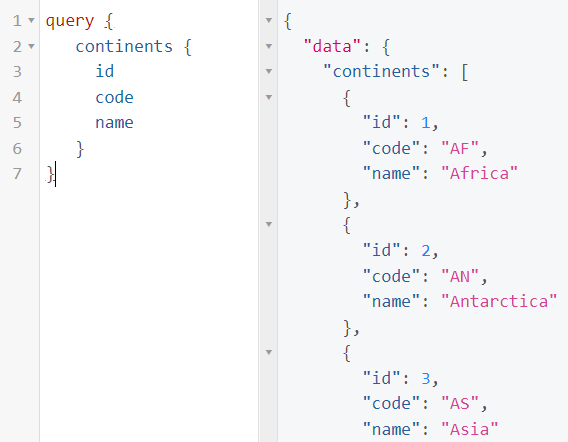 1 query {
2 continents {
3 id
4 code
5 name
6 }
7 }
{
"data": {
"continents": [
{
"id": 1,
"code": "AF",
"name": "Africa"
},
{
"id": 2,
"code": "AN",
"name": "Antarctica"
},
{
"id": 3,
"code": "AS",
"name": "Asia"